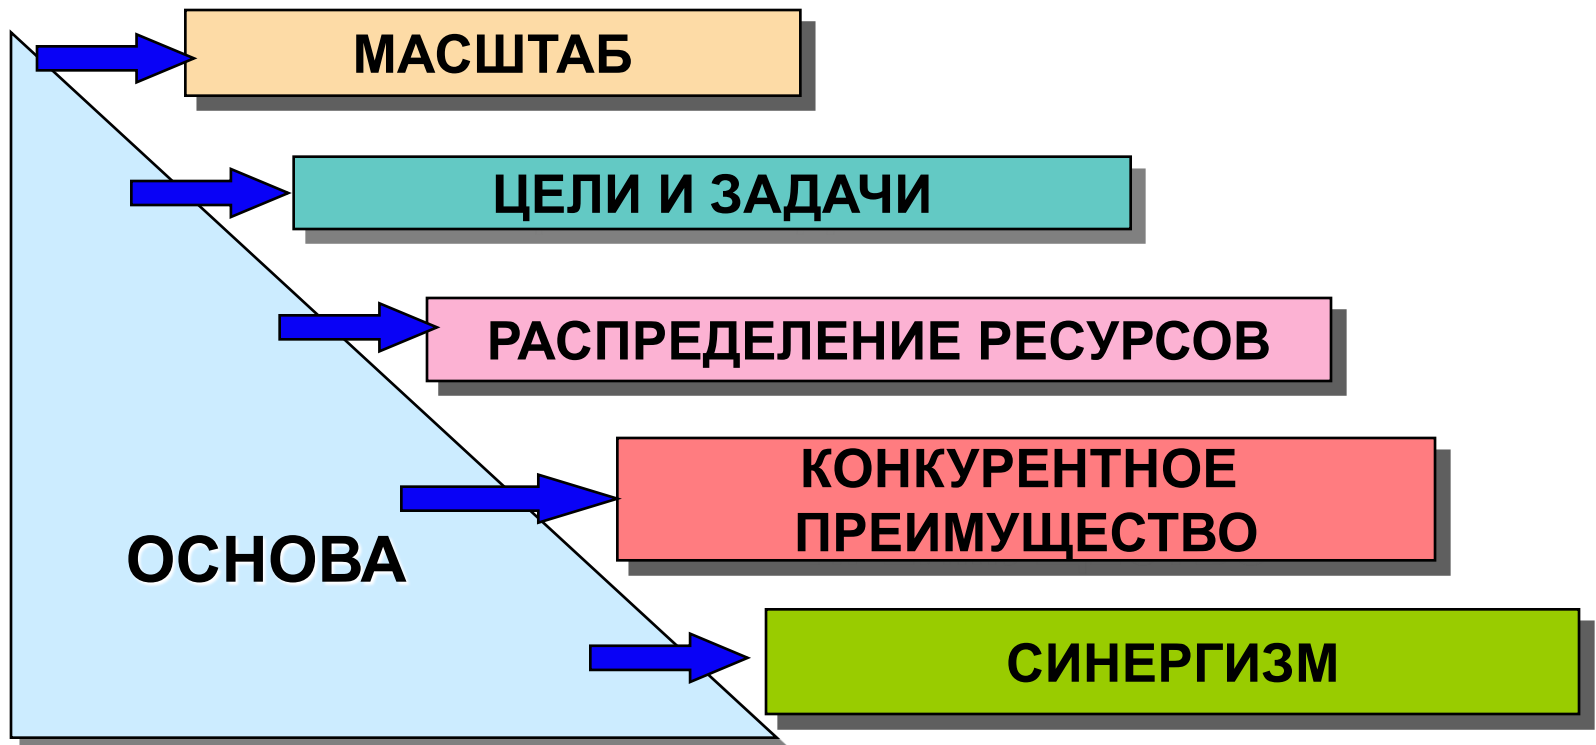 МАСШТАБ
ЦЕЛИ И ЗАДАЧИ
РАСПРЕДЕЛЕНИЕ РЕСУРСОВ
КОНКУРЕНТНОЕ
ПРЕИМУЩЕСТВО
ОСНОВА
СИНЕРГИЗМ